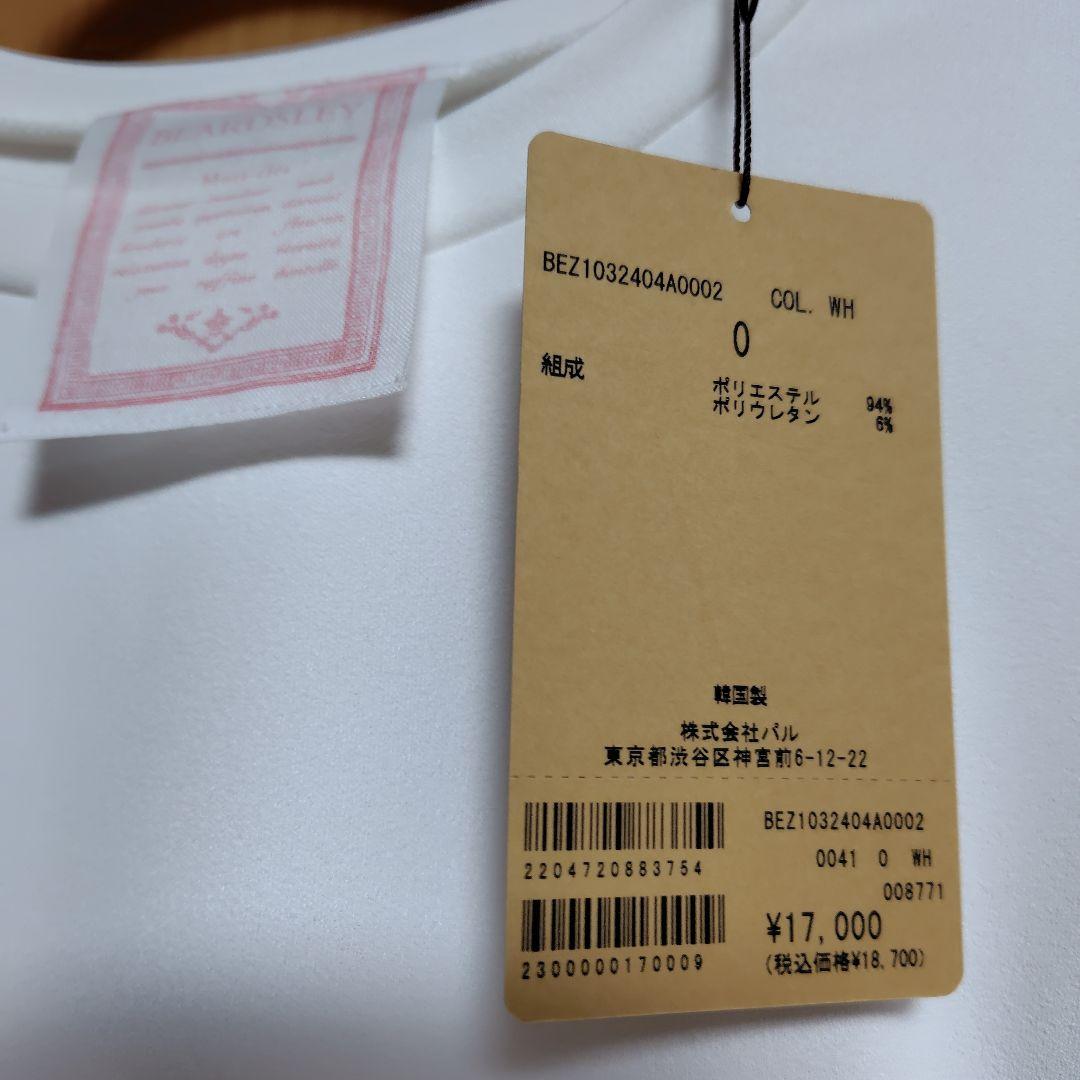 BEARDSLEY
BEZ1032404A0002 COL. WH
0
組成
ポリエステル 94%
ポリウレタン 6%
韓国製
株式会社パル
東京都渋谷区神宮前6-12-22
BEZ1032404A0002
2204720883754
0041 0 WH
008771
¥17,000
2300000170009
(税込価格¥18,700)